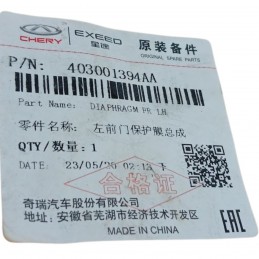 CHERY EXEED 星途 原装备件
ORIGINAL SPARE PARTS
P/N: 403001394AA
Part Name: DIAPHRAGM FR LH
零件名称: 左前门保护膜总成
QTY/数量: 1
DATE: 23/05/20 02:13 下
合格证
奇瑞汽车股份有限公司
地址: 安徽省芜湖市经济技术开发区
MADE IN CHINA
EAC